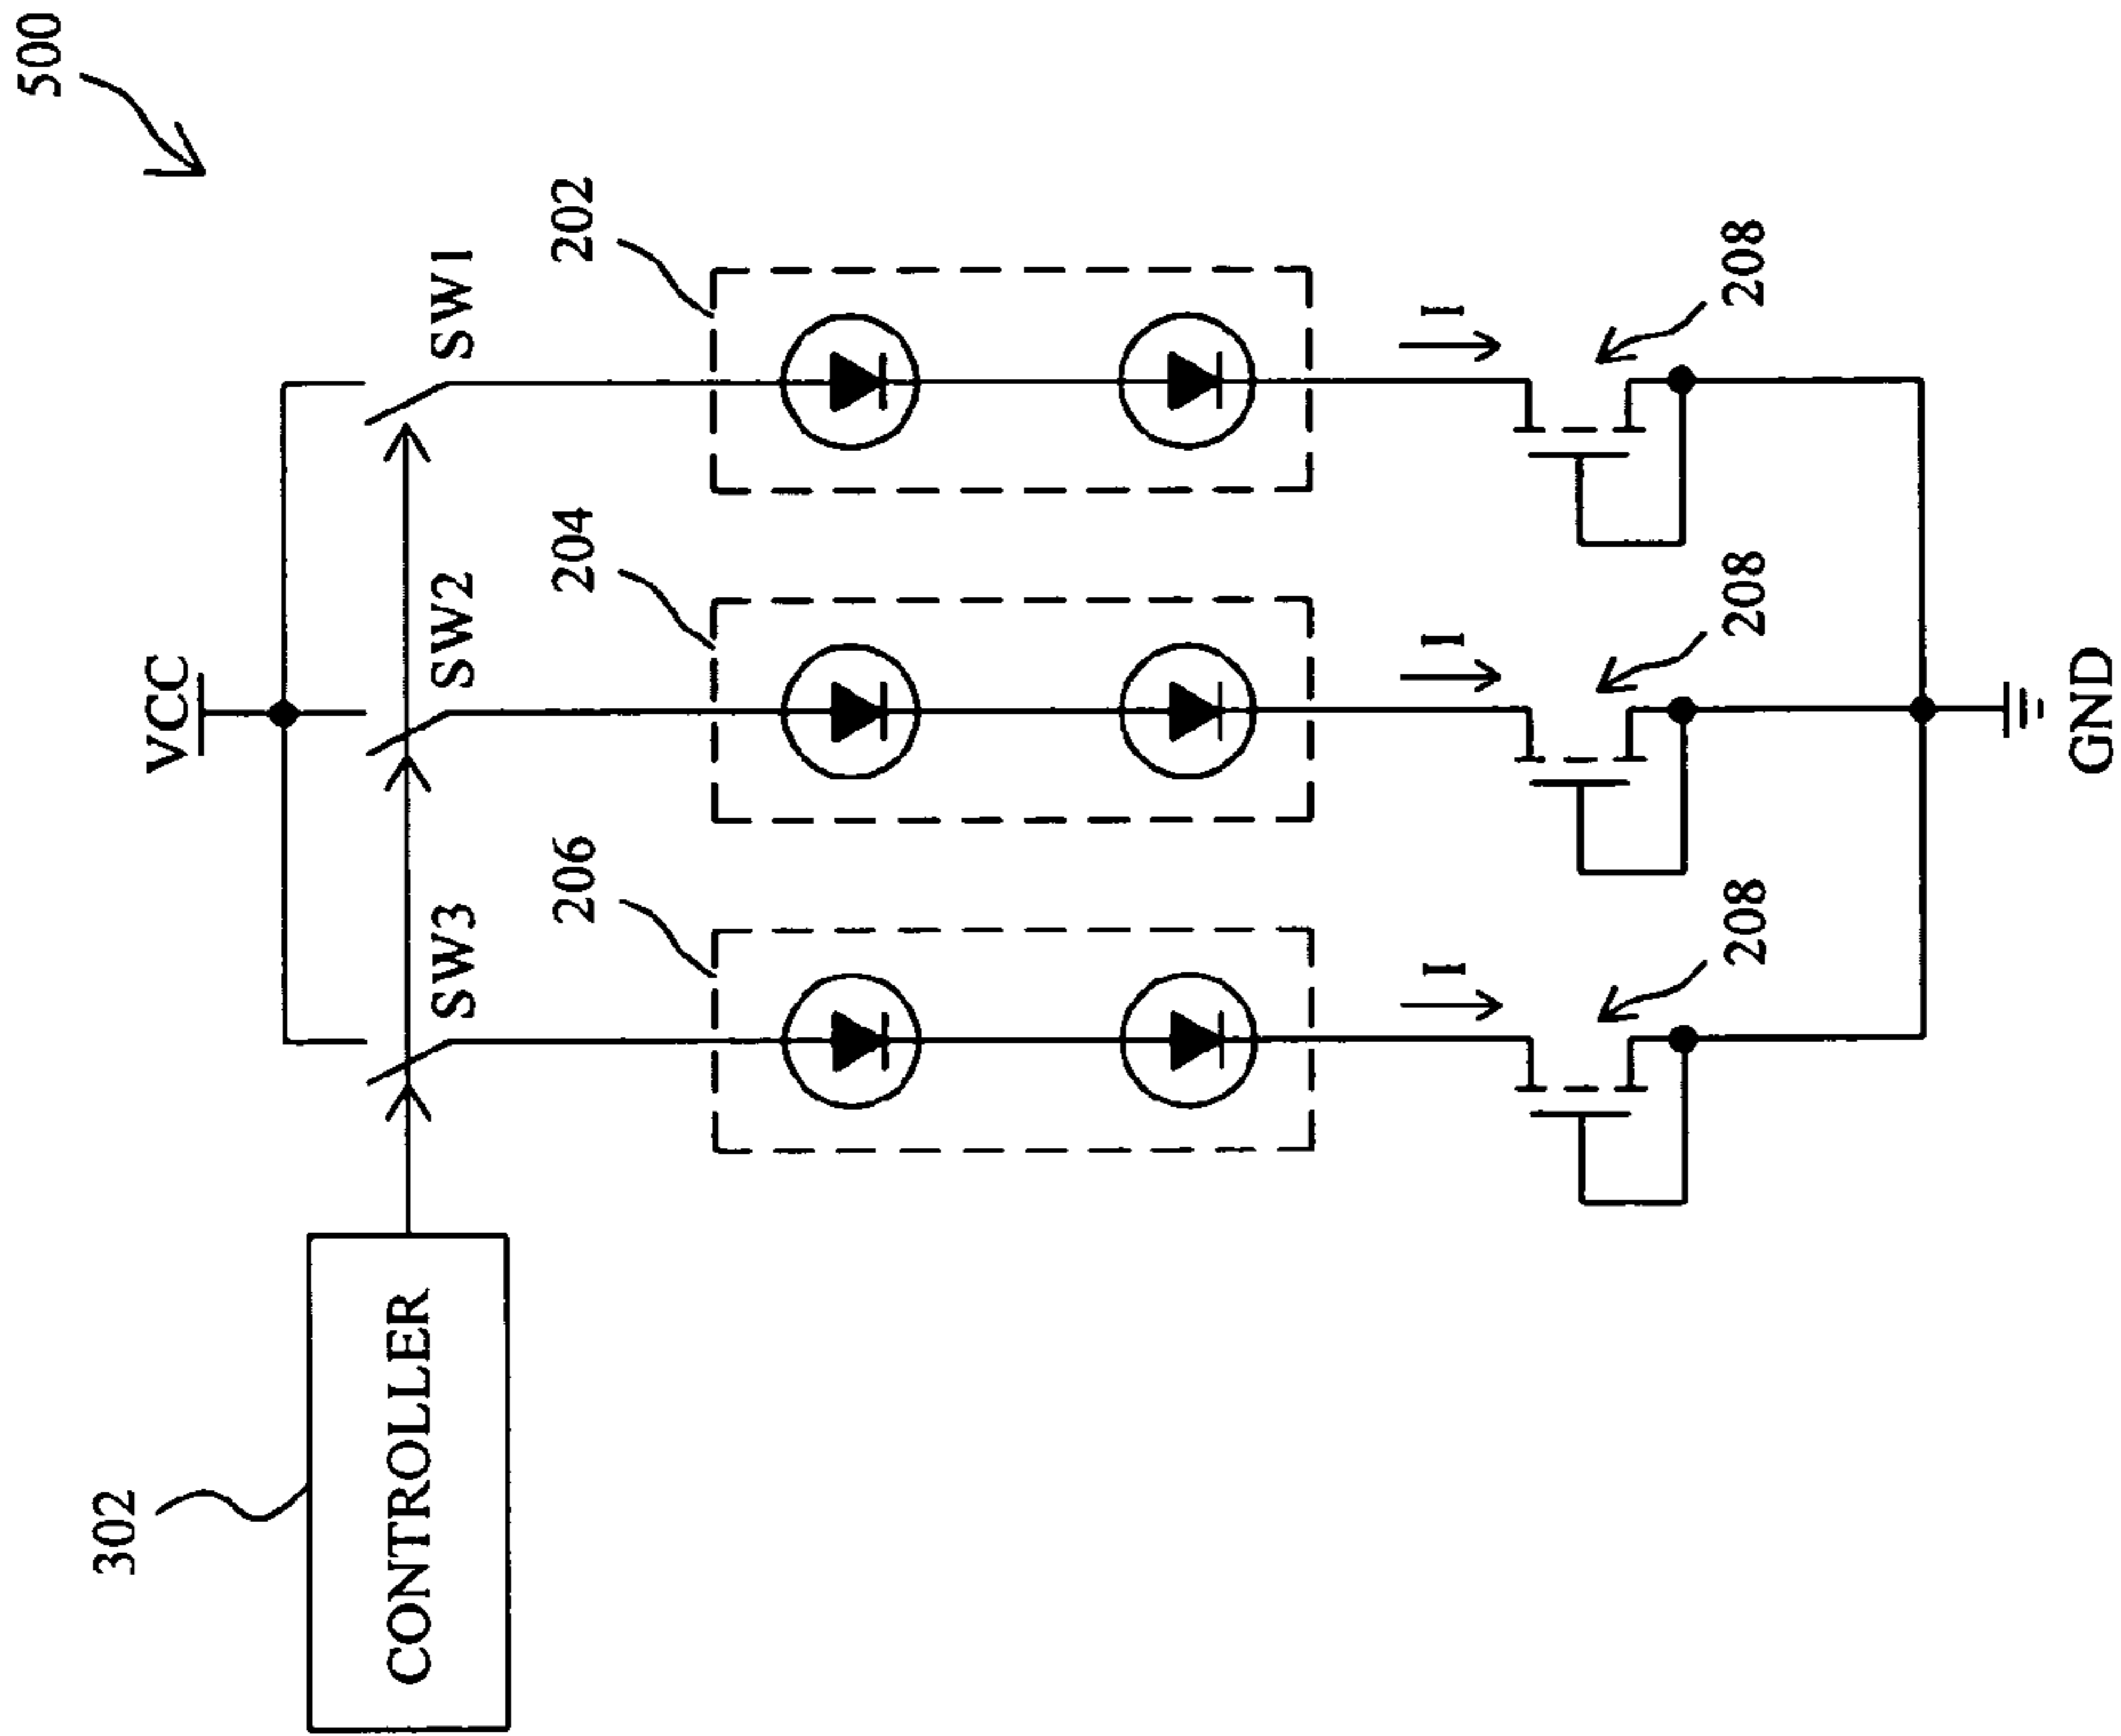 500
302
VCC
CONTROLLER
SW3
SW2
SW1
206
204
202
I
I
I
208
208
208
GND